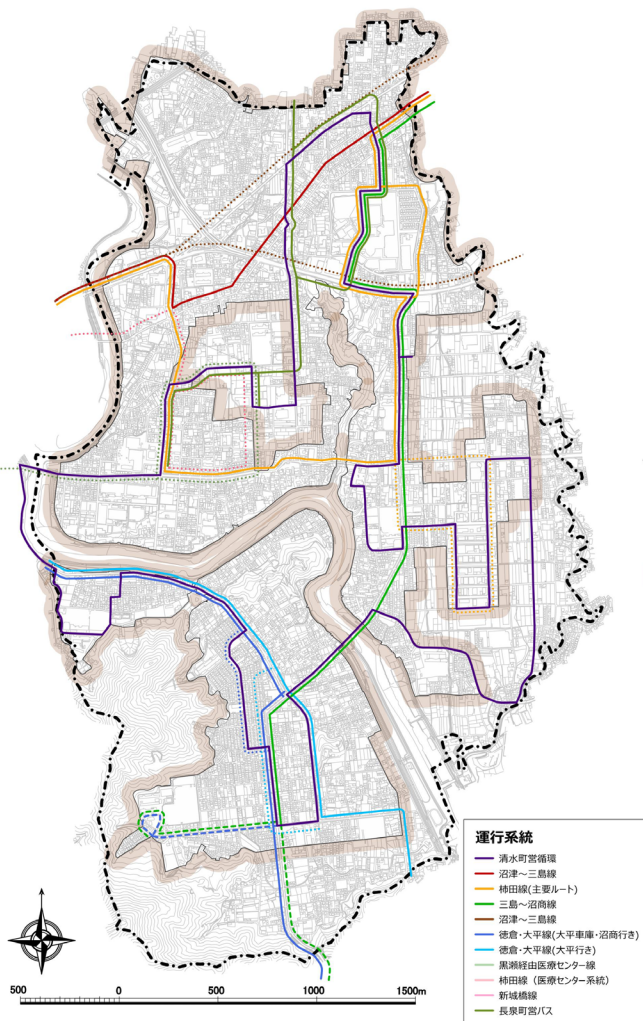 運行系統
清水町営循環
沼津～三島線
柿田線(主要ルート)
三島～沼商線
沼津～三島線
徳倉・大平線(大平車庫・沼商行き)
徳倉・大平線(大平行き)
黒瀬経由医療センター線
柿田線（医療センター系統)
新城橋線
長泉町営バス
500 0 500 1000 1500m